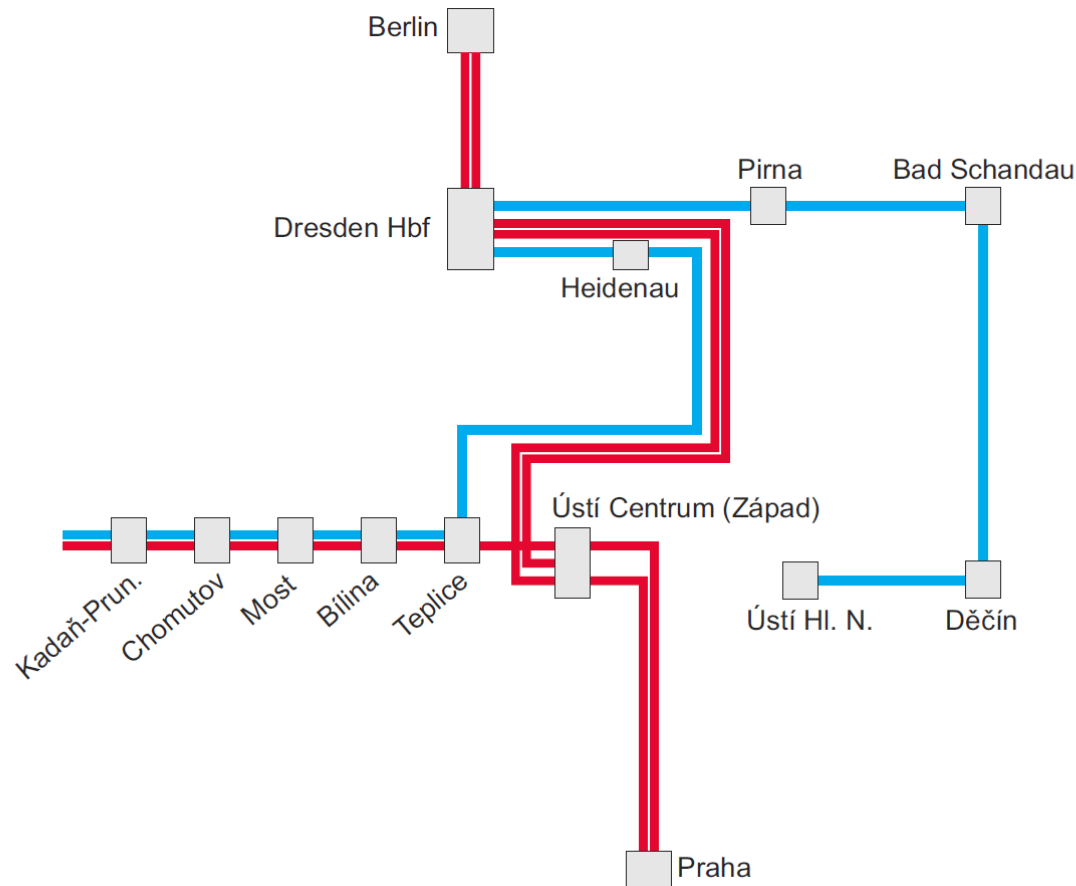 Berlin
Pirna
Bad Schandau
Dresden Hbf
Heidenau
Ústí Centrum (Západ)
Kadaň-Prun.
Chomutov
Most
Bílina
Teplice
Ústí Hl. N.
Děčín
Praha